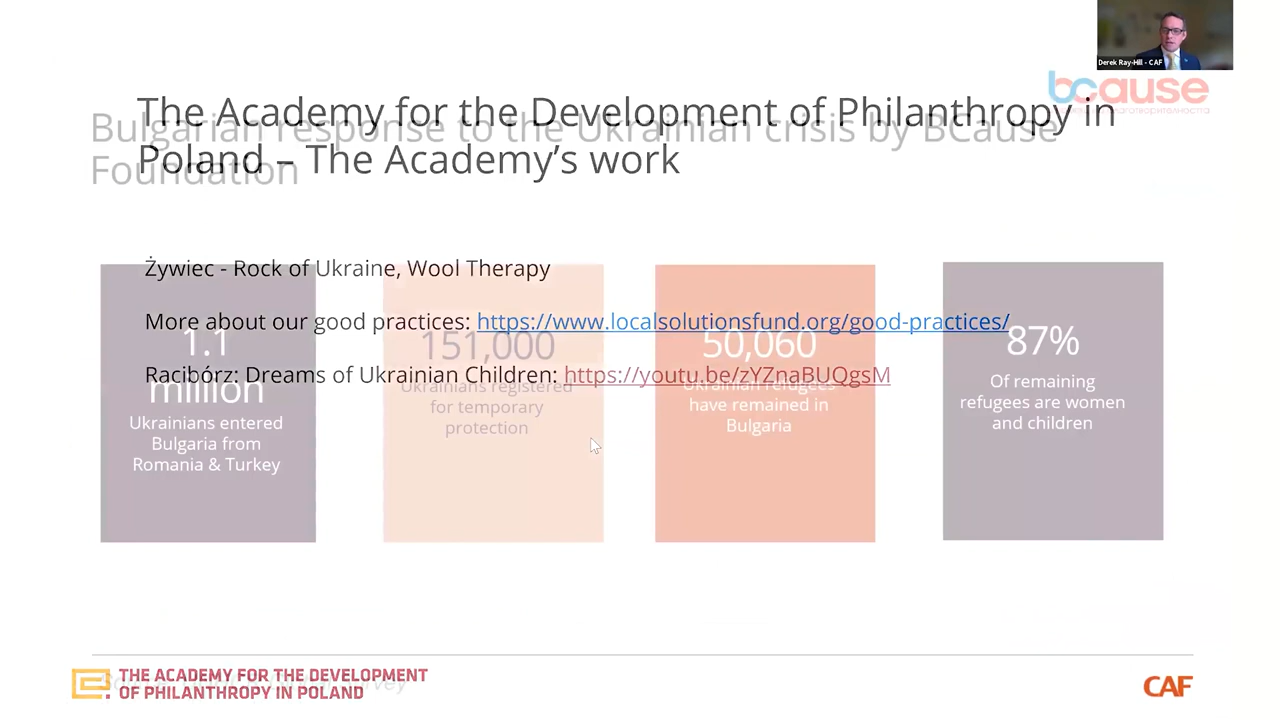 Derek Ray-Hill - CAF
bcause
The Academy for the Development of Philanthropy in
Poland – The Academy's work
Bulgarian response to the Ukrainian crisis by BCause
Foundation
Żywiec - Rock of Ukraine, Wool Therapy
More about our good practices: https://www.localsolutionsfund.org/good-practices/
Racibórz: Dreams of Ukrainian Children: https://youtu.be/zYZnaBUQgsM
1.1
million
Ukrainians entered
Bulgaria from
Romania & Turkey
151,000
Ukrainians registered
for temporary
protection
50,060
Ukrainian refugees
have remained in
Bulgaria
87%
Of remaining
refugees are women
and children
THE ACADEMY FOR THE DEVELOPMENT
OF PHILANTHROPY IN POLAND
CAF